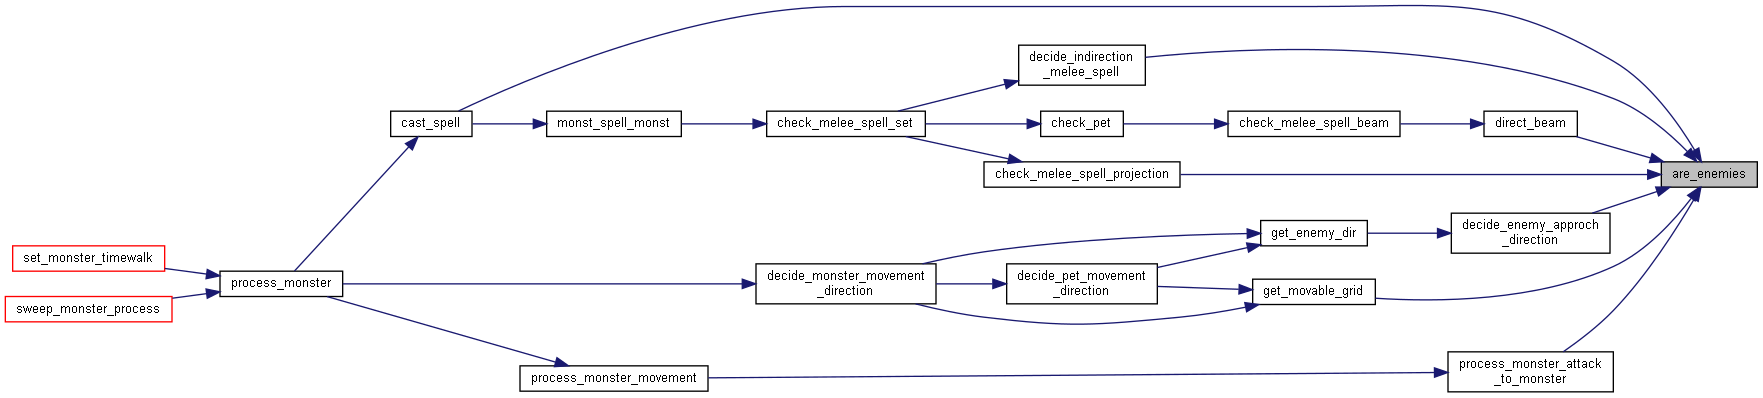 decide_indirection
_melee_spell
cast_spell
monst_spell_monst
check_melee_spell_set
check_pet
check_melee_spell_beam
direct_beam
check_melee_spell_projection
are_enemies
get_enemy_dir
decide_enemy_approch
_direction
set_monster_timewalk
process_monster
decide_monster_movement
_direction
decide_pet_movement
_direction
get_movable_grid
sweep_monster_process
process_monster_movement
process_monster_attack
_to_monster